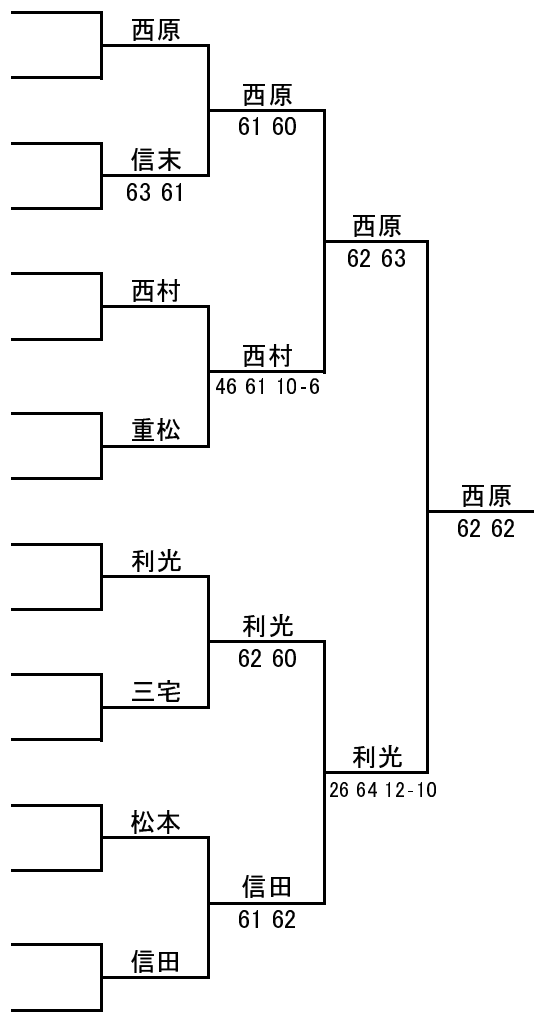 西原
西原
61 60
信末
63 61
西原
62 63
西村
西村
46 61 10-6
重松
西原
62 62
利光
利光
62 60
三宅
利光
26 64 12-10
松本
信田
61 62
信田